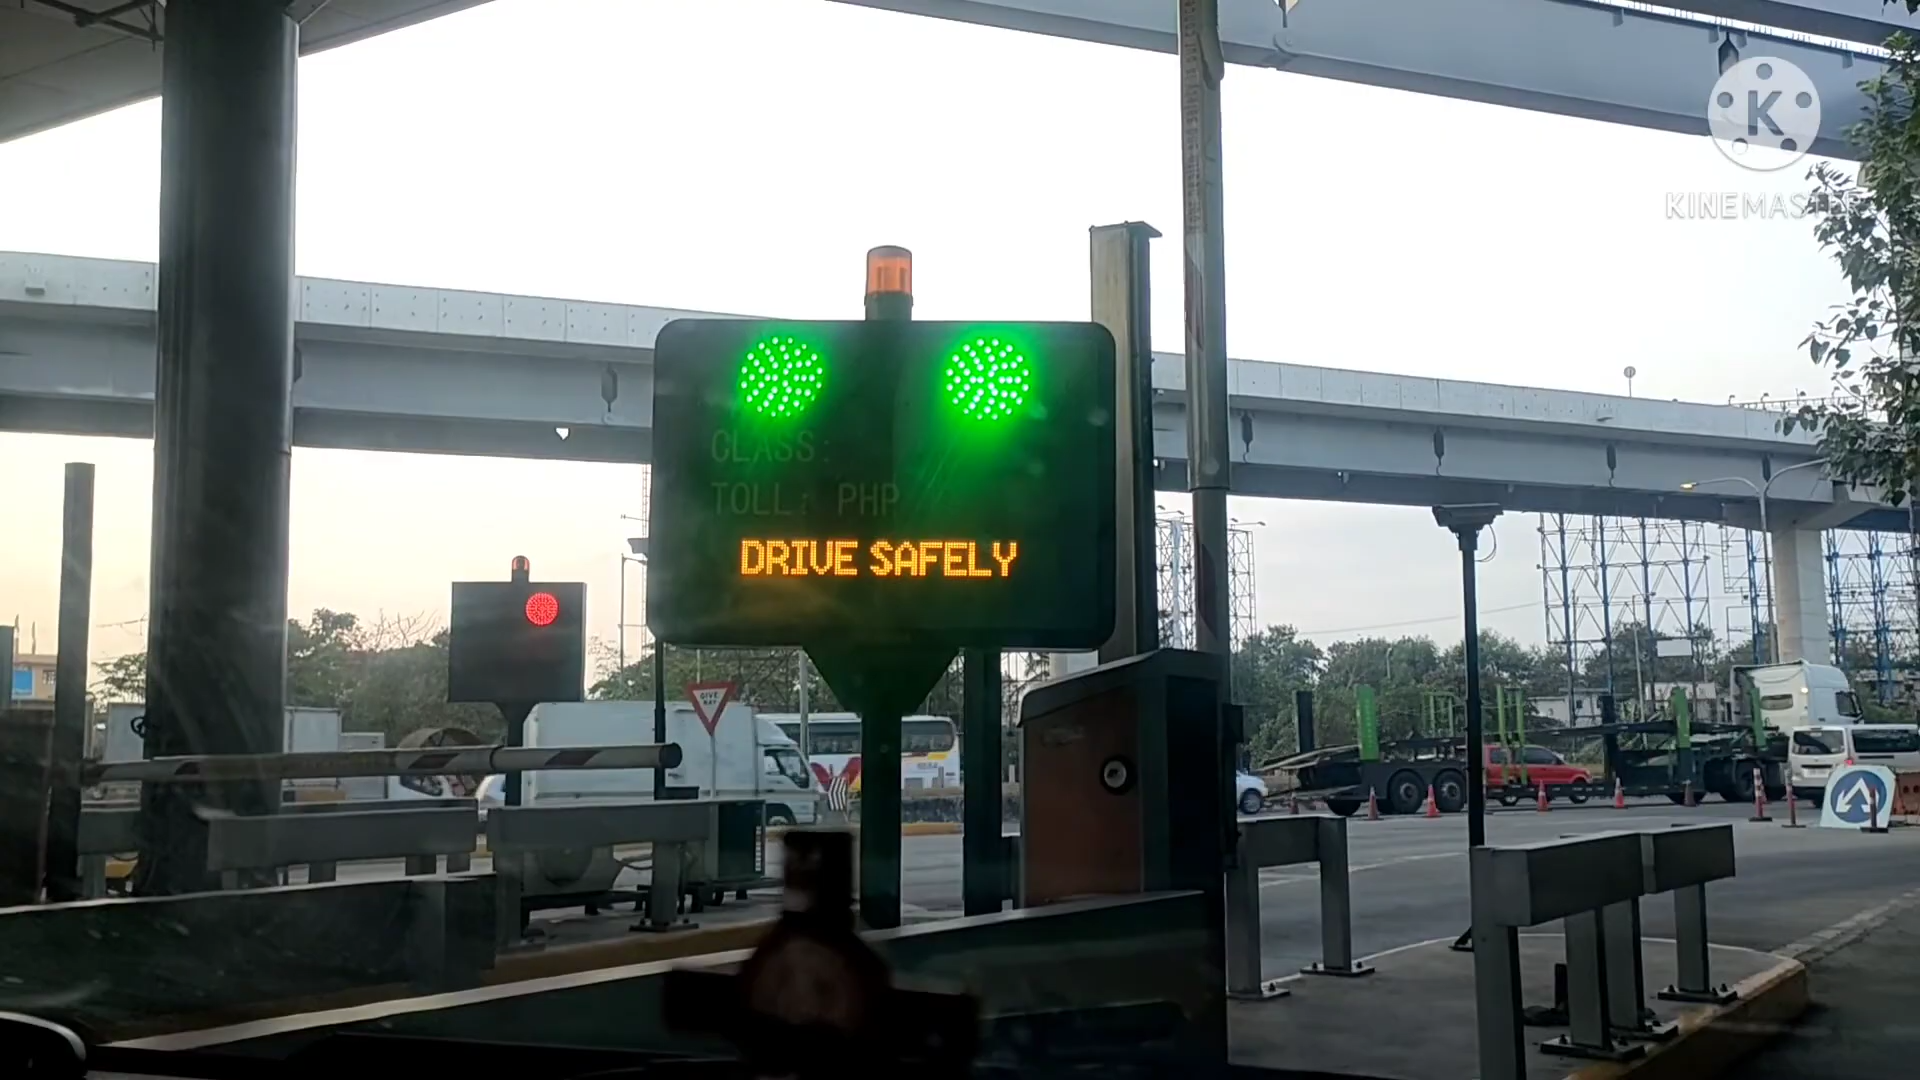 K
KINEMASTER
CLASS:
TOLL: PHP
DRIVE SAFELY
GIVE
WAY